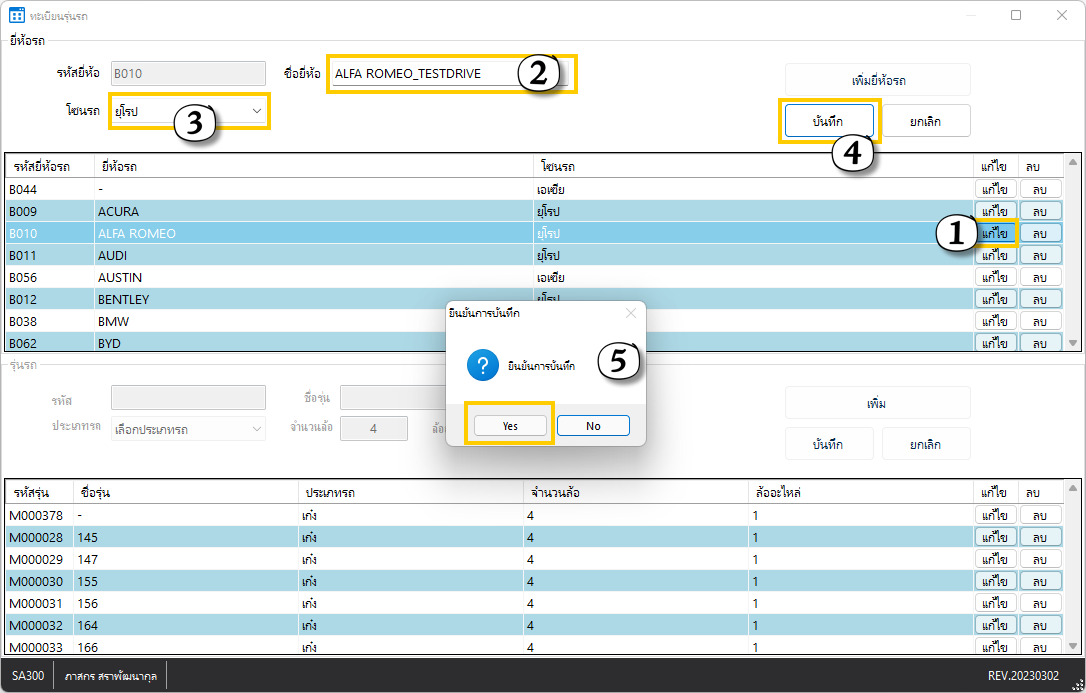 ทะเบียนรุ่นรถ
ยี่ห้อรถ
รหัสยี่ห้อ B010 ชื่อยี่ห้อ ALFA ROMEO_TESTDRIVE 2 เพิ่มยี่ห้อรถ
โซนรถ ยุโรป 3 บันทึก ยกเลิก
4
รหัสยี่ห้อรถ ยี่ห้อรถ โซนรถ แก้ไข ลบ
B044 - เอเซีย แก้ไข ลบ
B009 ACURA ยุโรป แก้ไข ลบ
B010 ALFA ROMEO ยุโรป 1 แก้ไข ลบ
B011 AUDI ยุโรป แก้ไข ลบ
B056 AUSTIN เอเซีย แก้ไข ลบ
B012 BENTLEY ยุโรป แก้ไข ลบ
B038 BMW แก้ไข ลบ
B062 BYD แก้ไข ลบ
ยืนยันการบันทึก
? ยืนยันการบันทึก 5
Yes No
รุ่นรถ
รหัส ชื่อรุ่น เพิ่ม
ประเภทรถ เลือกประเภทรถ จำนวนล้อ 4 บันทึก ยกเลิก
รหัสรุ่น ชื่อรุ่น ประเภทรถ จำนวนล้อ ล้ออะไหล่ แก้ไข ลบ
M000378 - เก๋ง 4 1 แก้ไข ลบ
M000028 145 เก๋ง 4 1 แก้ไข ลบ
M000029 147 เก๋ง 4 1 แก้ไข ลบ
M000030 155 เก๋ง 4 1 แก้ไข ลบ
M000031 156 เก๋ง 4 1 แก้ไข ลบ
M000032 164 เก๋ง 4 1 แก้ไข ลบ
M000033 166 เก๋ง 4 1 แก้ไข ลบ
SA300 ภาสกร สราพัฒนากุล REV.20230302